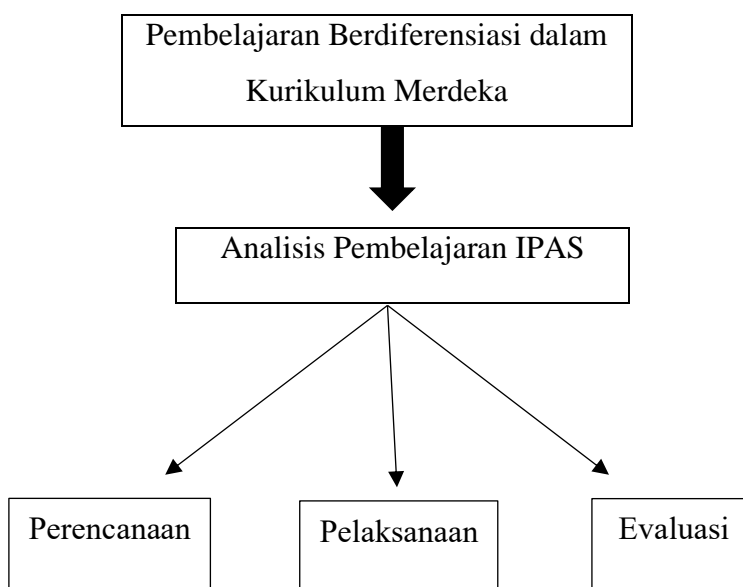 Pembelajaran Berdiferensiasi dalam
Kurikulum Merdeka
Analisis Pembelajaran IPAS
Perencanaan
Pelaksanaan
Evaluasi